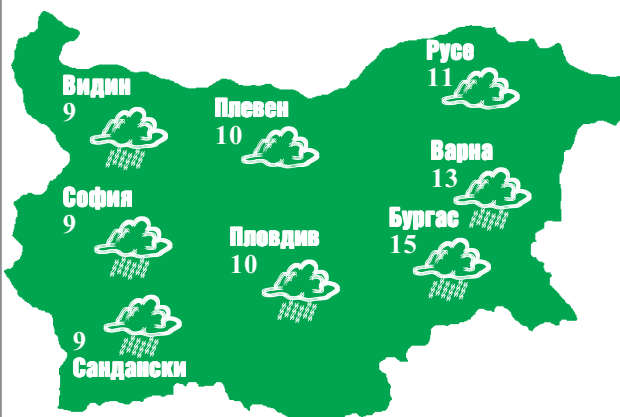 Русе
11
Видин
9
Плевен
10
Варна
13
София
9
Бургас
15
Пловдив
10
9
Сандански